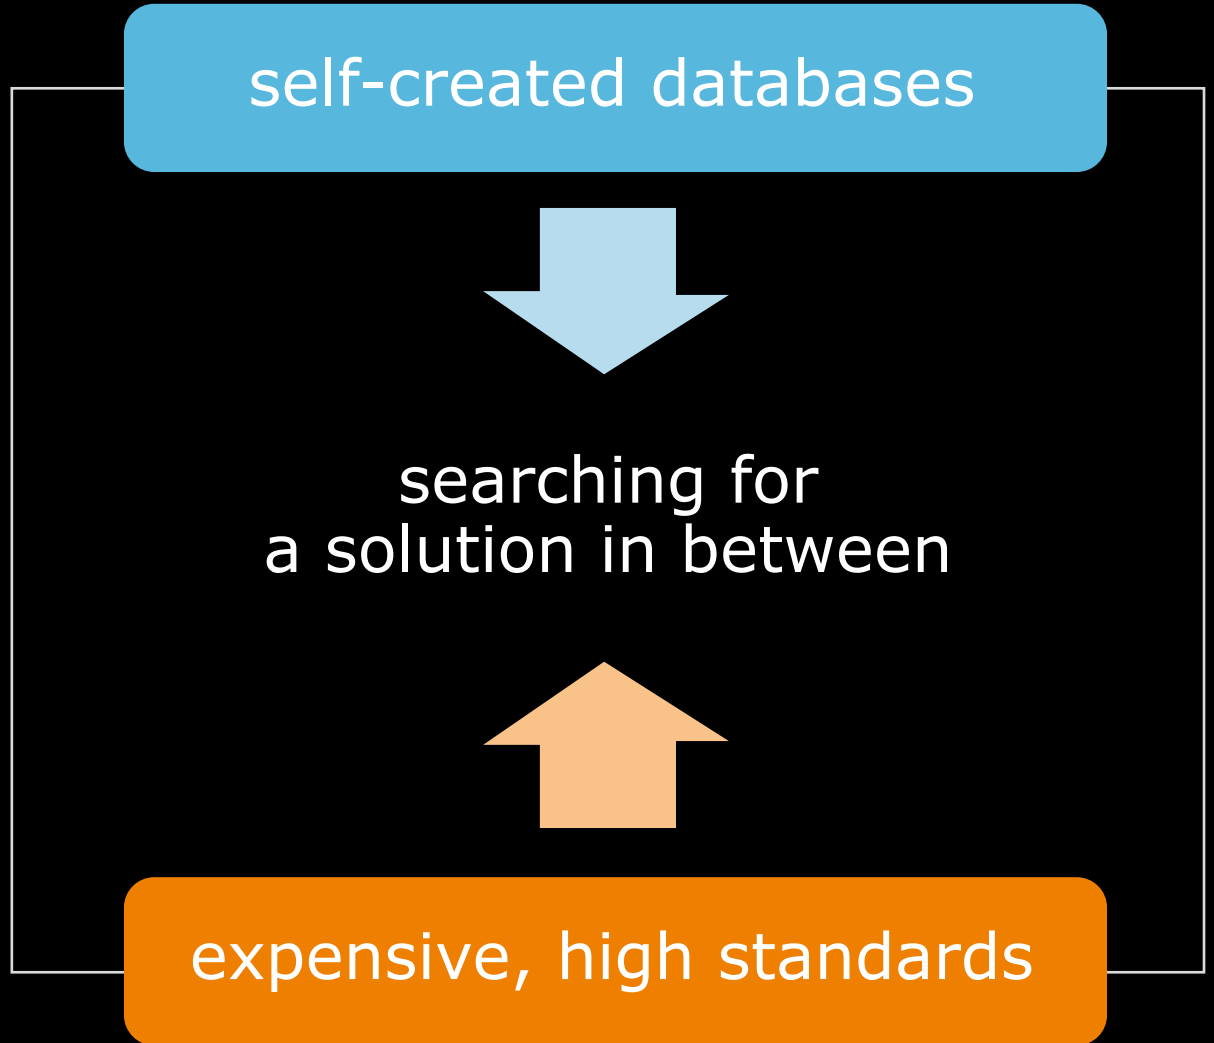 self-created databases
searching for
a solution in between
expensive, high standards